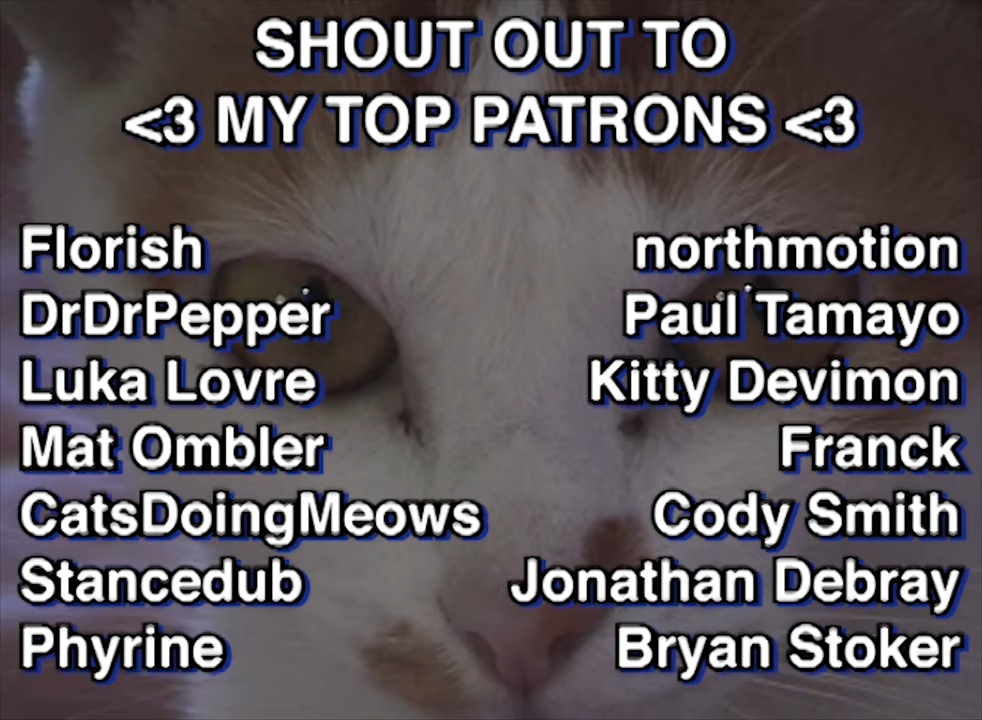 SHOUT OUT TO
<3 MY TOP PATRONS <3
Florish
DrDrPepper
Luka Lovre
Mat Ombler
CatsDoingMeows
Stancedub
Phyrine
northmotion
Paul Tamayo
Kitty Devimon
Franck
Cody Smith
Jonathan Debray
Bryan Stoker